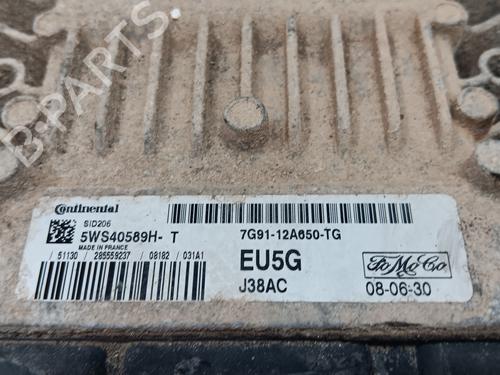 B-PARTS
Continental
SID206
5WS40589H- T
MADE IN FRANCE
51130 285559237 08182 031A1
7G91-12A650-TG
EU5G
J38AC
FoMoCo
08-06-30